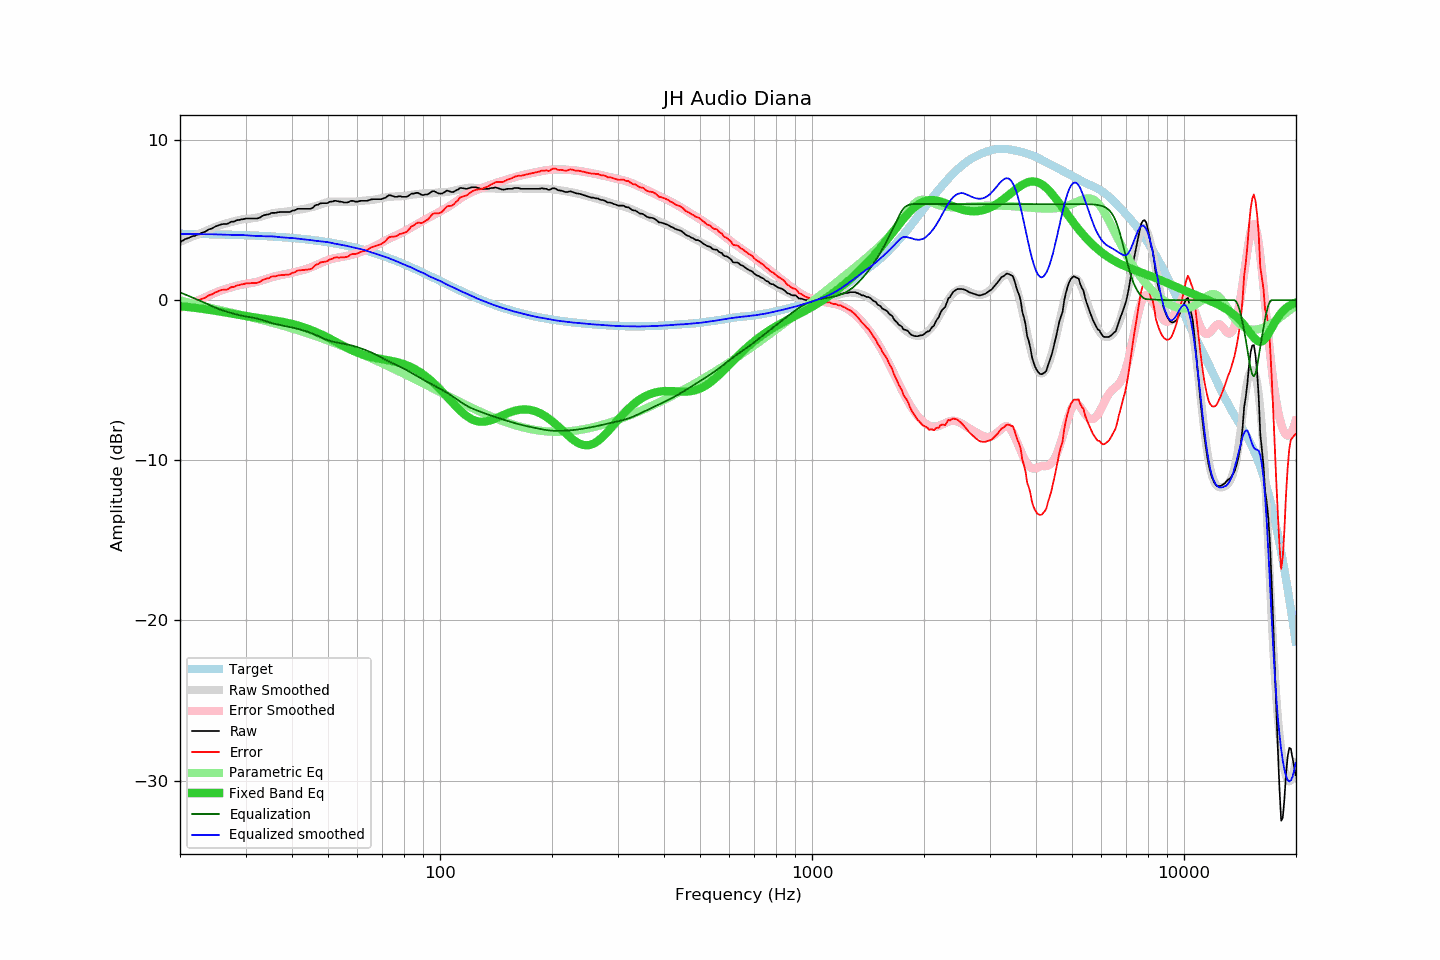 JH Audio Diana
10
0
−10
−20
−30
Amplitude (dBr)
Target
Raw Smoothed
Error Smoothed
Raw
Error
Parametric Eq
Fixed Band Eq
Equalization
Equalized smoothed
100
1000
10000
Frequency (Hz)